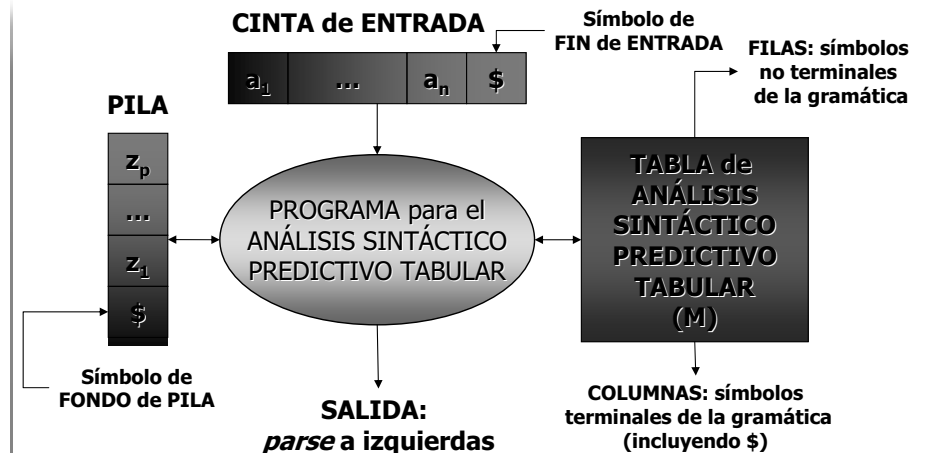 CINTA de ENTRADA
Símbolo de
FIN de ENTRADA
a1 ... an $
FILAS: símbolos
no terminales
de la gramática
PILA
zp
...
z1
$
PROGRAMA para el
ANÁLISIS SINTÁCTICO
PREDICTIVO TABULAR
TABLA de
ANÁLISIS
SINTÁCTICO
PREDICTIVO
TABULAR
(M)
Símbolo de
FONDO de PILA
SALIDA:
parse a izquierdas
COLUMNAS: símbolos
terminales de la gramática
(incluyendo $)